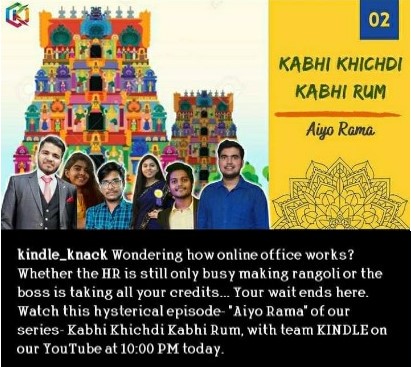 02
KABHI KHICHDI
KABHI RUM
Aiyo Rama
kindle_knack Wondering how online office works?
Whether the HR is still only busy making rangoli or the
boss is taking all your credits... Your wait ends here.
Watch this hysterical episode- "Aiyo Rama" of our
series- Kabhi Khichdi Kabhi Rum, with team KINDLE on
our YouTube at 10:00 PM today.